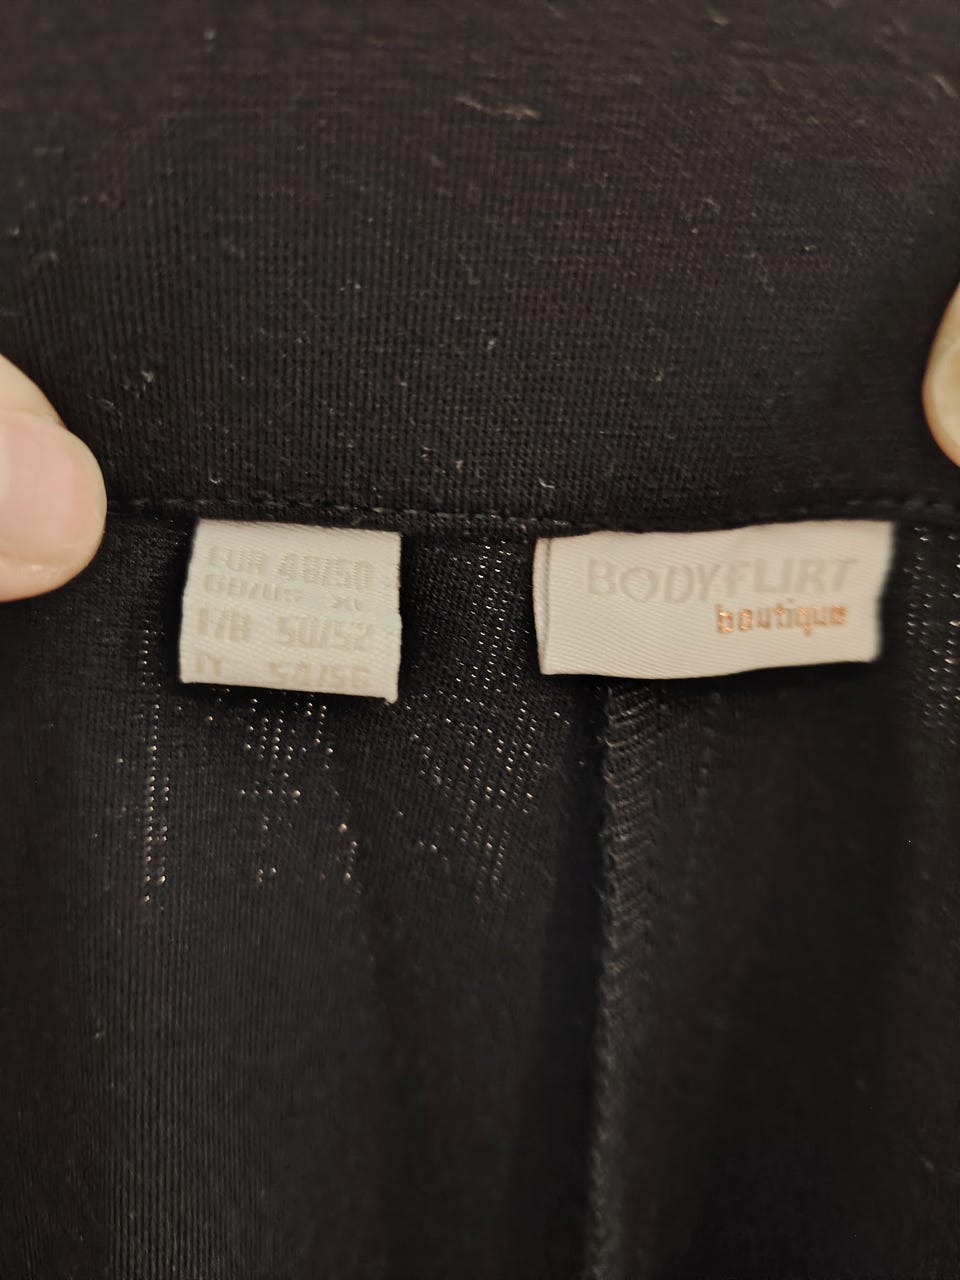 EUR 48/50
GB/US XL
F/B 50/52
IT 54/56
BODYFLIRT
boutique